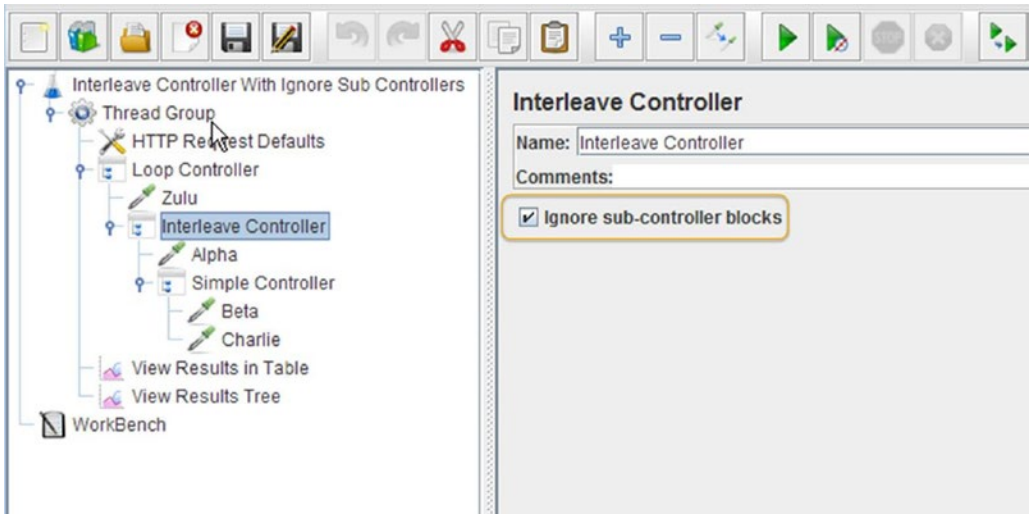 STOP
Interleave Controller With Ignore Sub Controllers
Thread Group
HTTP Request Defaults
Loop Controller
Zulu
Interleave Controller
Alpha
Simple Controller
Beta
Charlie
View Results in Table
View Results Tree
WorkBench
Interleave Controller
Name: Interleave Controller
Comments:
Ignore sub-controller blocks